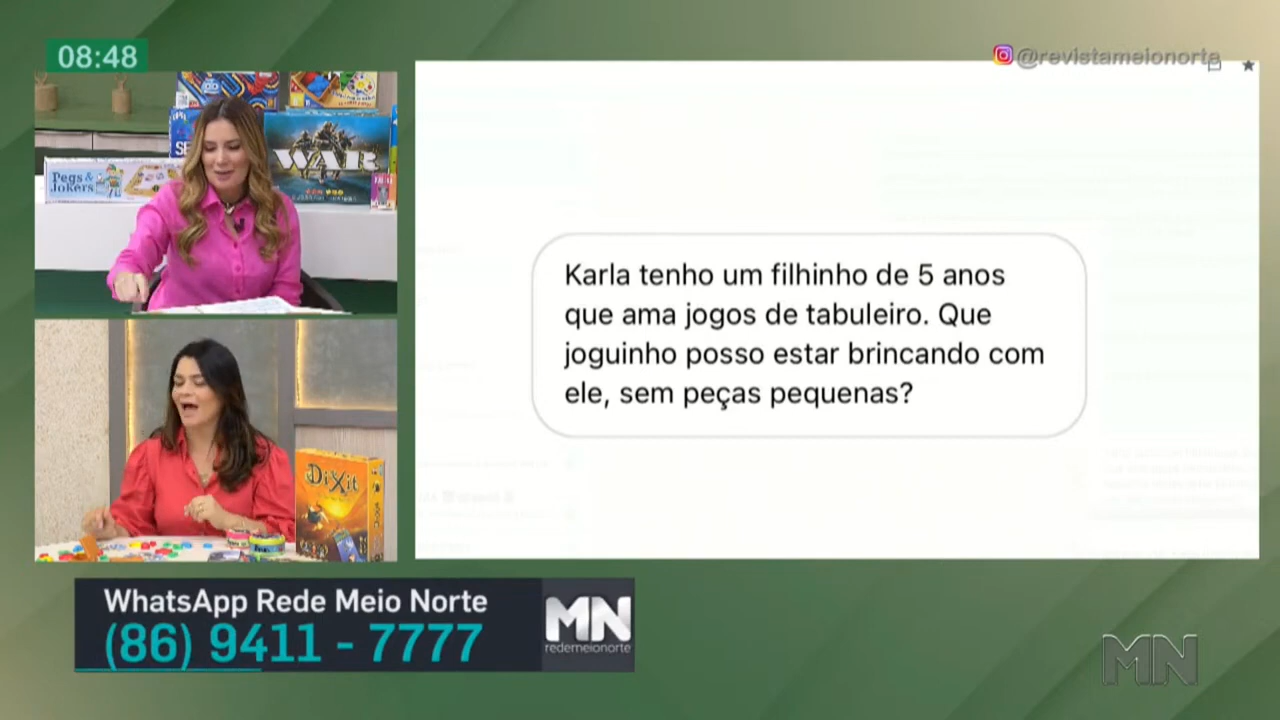 08:48
@revistameionorte
SE
WAR
Pegs &
Jokers
Karla tenho um filhinho de 5 anos
que ama jogos de tabuleiro. Que
joguinho posso estar brincando com
ele, sem peças pequenas?
DiXit
WhatsApp Rede Meio Norte
(86) 9411 - 7777
MN
redemeionorte
MN